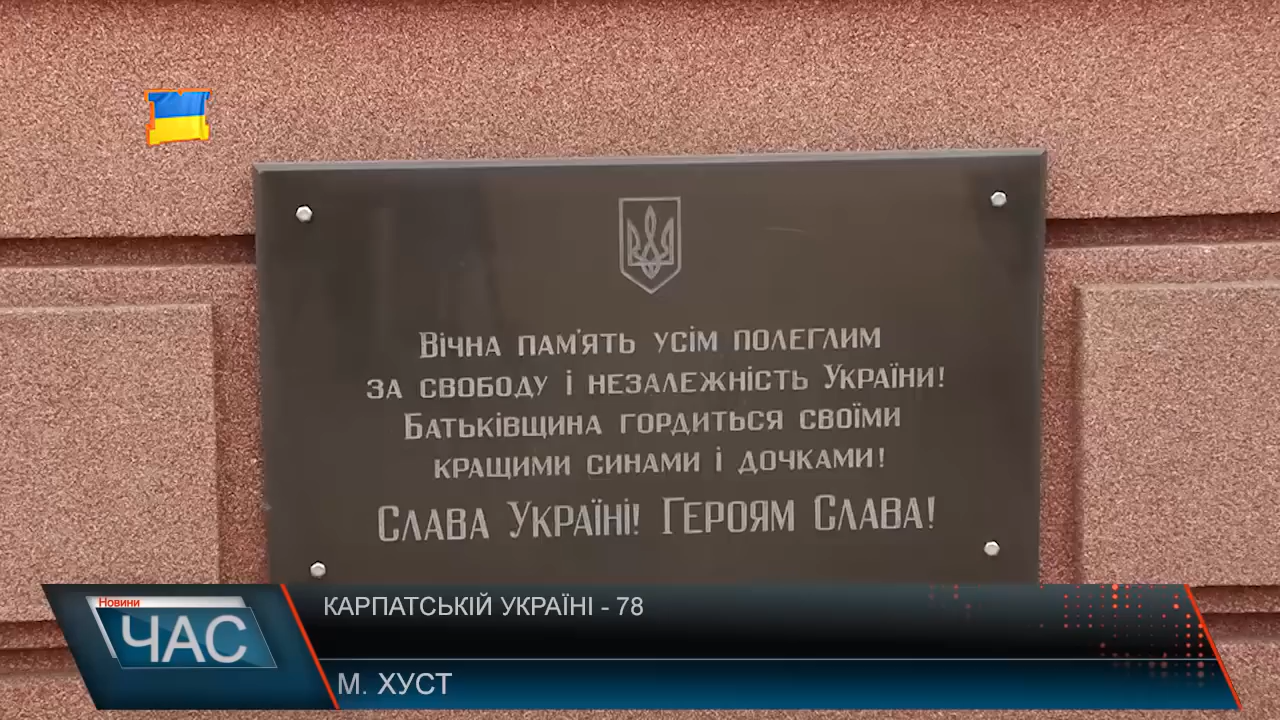 Вічна пам'ять усім полеглим
за свободу і незалежність України!
Батьківщина гордиться своїми
кращими синами і дочками!
Слава Україні! Героям Слава!
Новини
ЧАС
КАРПАТСЬКІЙ УКРАЇНІ - 78
М. ХУСТ